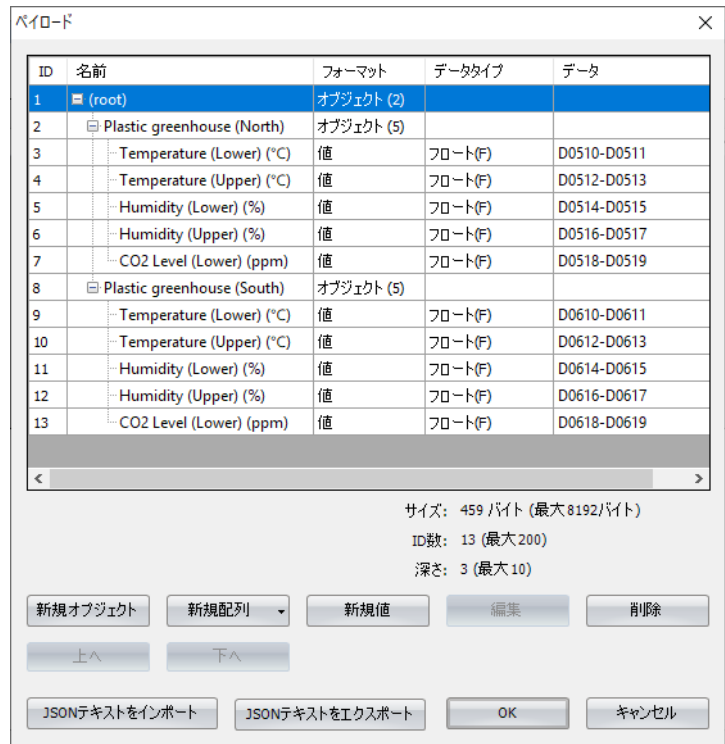 ペイロード
ID 名前 フォーマット データタイプ データ
1 (root) オブジェクト (2)
2 Plastic greenhouse (North) オブジェクト (5)
3 Temperature (Lower) (°C) 値 フロート(F) D0510-D0511
4 Temperature (Upper) (°C) 値 フロート(F) D0512-D0513
5 Humidity (Lower) (%) 値 フロート(F) D0514-D0515
6 Humidity (Upper) (%) 値 フロート(F) D0516-D0517
7 CO2 Level (Lower) (ppm) 値 フロート(F) D0518-D0519
8 Plastic greenhouse (South) オブジェクト (5)
9 Temperature (Lower) (°C) 値 フロート(F) D0610-D0611
10 Temperature (Upper) (°C) 値 フロート(F) D0612-D0613
11 Humidity (Lower) (%) 値 フロート(F) D0614-D0615
12 Humidity (Upper) (%) 値 フロート(F) D0616-D0617
13 CO2 Level (Lower) (ppm) 値 フロート(F) D0618-D0619
サイズ: 459 バイト (最大8192バイト)
ID数: 13 (最大200)
深さ: 3 (最大10)
新規オブジェクト 新規配列 新規値 編集 削除
上へ 下へ
JSONテキストをインポート JSONテキストをエクスポート OK キャンセル